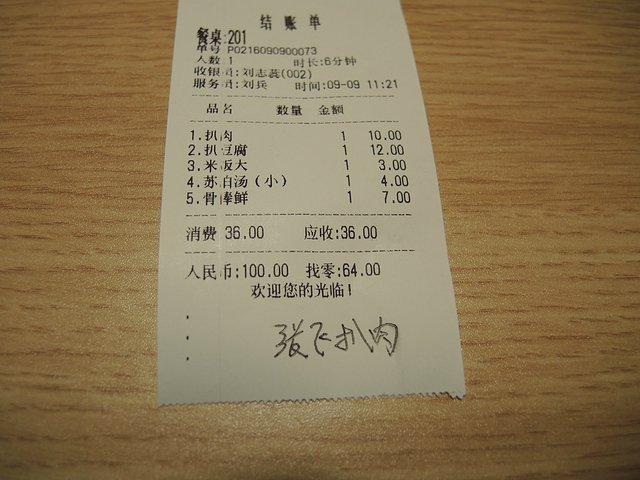 结 账 单
餐桌:201
单号 P0216090900073
人数 1 时长:6分钟
收银员:刘志蕊(002)
服务员:刘兵 时间:09-09 11:21
品名 数量 金额
1.扒肉 1 10.00
2.扒豆腐 1 12.00
3.米饭大 1 3.00
4.苏白汤（小） 1 4.00
5.骨棒鲜 1 7.00
消费 36.00 应收:36.00
人民币:100.00 找零:64.00
欢迎您的光临!
张飞扒肉